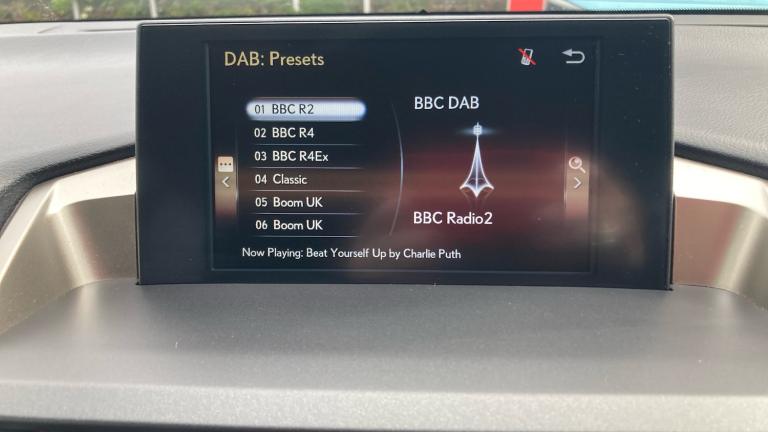 DAB: Presets
01 BBC R2
02 BBC R4
03 BBC R4Ex
04 Classic
05 Boom UK
06 Boom UK
BBC DAB
BBC Radio2
Now Playing: Beat Yourself Up by Charlie Puth